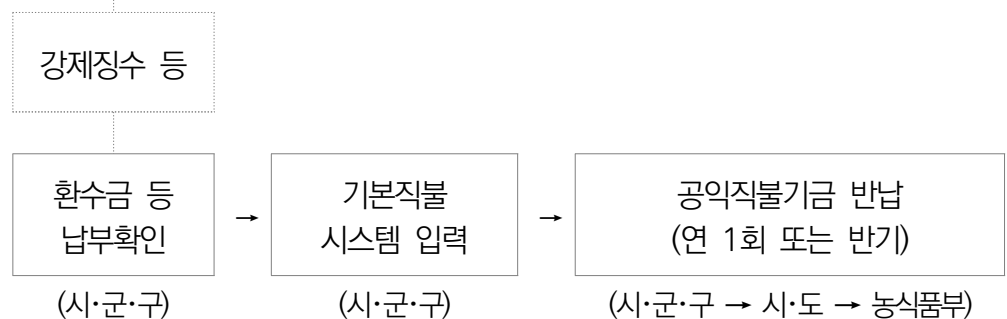 강제징수 등
환수금 등
납부확인
→
기본직불
시스템 입력
→
공익직불기금 반납
(연 1회 또는 반기)
(시·군·구)
(시·군·구)
(시·군·구 → 시·도 → 농식품부)